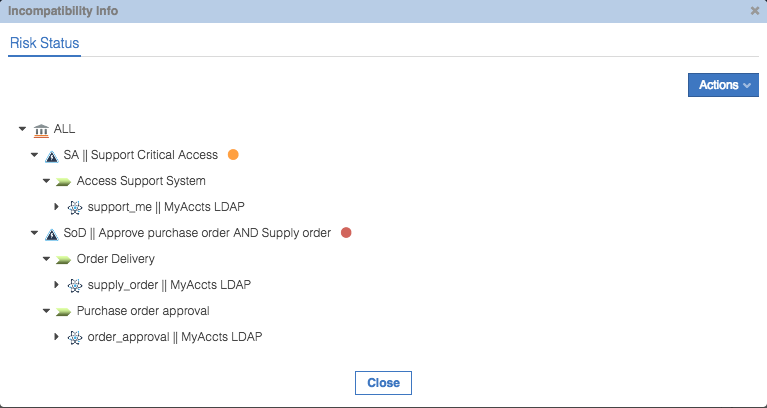 Incompatibility Info
Risk Status
Actions
ALL
SA || Support Critical Access
Access Support System
support_me || MyAccts LDAP
SoD || Approve purchase order AND Supply order
Order Delivery
supply_order || MyAccts LDAP
Purchase order approval
order_approval || MyAccts LDAP
Close